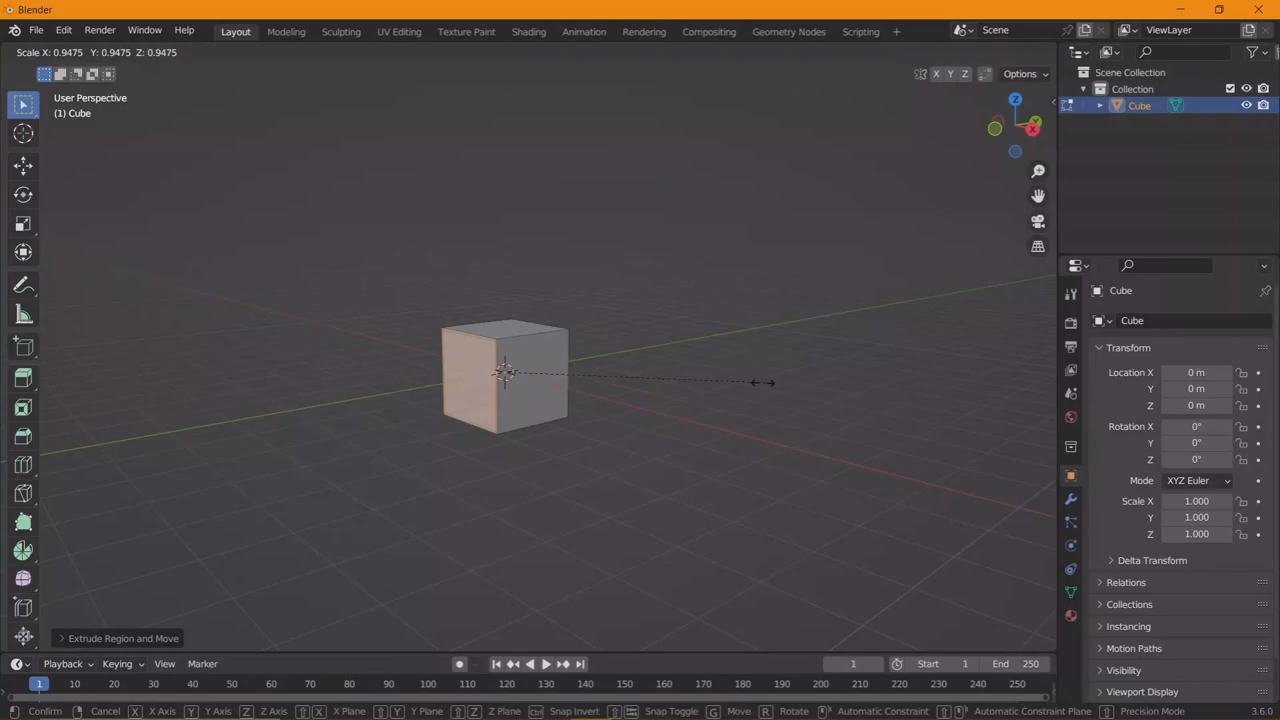 Blender
File Edit Render Window Help Layout Modeling Sculpting UV Editing Texture Paint Shading Animation Rendering Compositing Geometry Nodes Scripting + Scene ViewLayer
Scale X: 0.9475 Y: 0.9475 Z: 0.9475
X Y Z Options
User Perspective
(1) Cube
Z
Y
X
Scene Collection
Collection
Cube
Cube
Cube
Transform
Location X 0 m
Y 0 m
Z 0 m
Rotation X 0°
Y 0°
Z 0°
Mode XYZ Euler
Scale X 1.000
Y 1.000
Z 1.000
Delta Transform
Relations
Collections
Instancing
Motion Paths
Visibility
Viewport Display
Extrude Region and Move
Playback Keying View Marker 1 Start 1 End 250
1 10 20 30 40 50 60 70 80 90 100 110 120 130 140 150 160 170 180 190 200 210 220 230 240 250
Confirm Cancel X X Axis Y Y Axis Z Z Axis X X Plane Y Y Plane Z Z Plane Ctrl Snap Invert Snap Toggle G Move R Rotate Automatic Constraint Automatic Constraint Plane Precision Mode 3.6.0